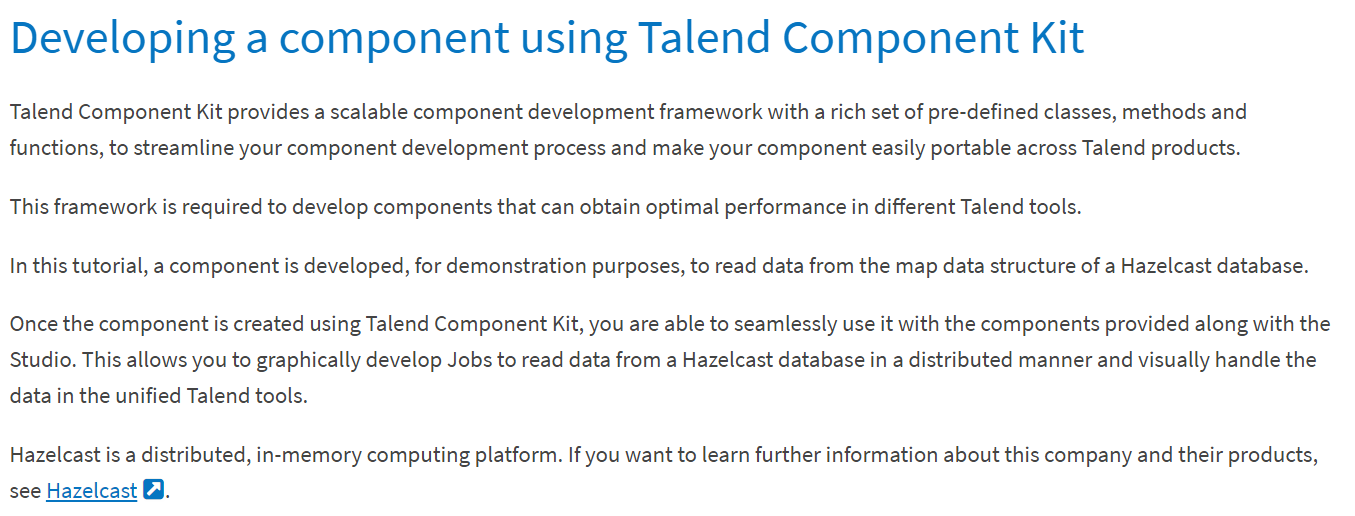 Developing a component using Talend Component Kit
Talend Component Kit provides a scalable component development framework with a rich set of pre-defined classes, methods and
functions, to streamline your component development process and make your component easily portable across Talend products.
This framework is required to develop components that can obtain optimal performance in different Talend tools.
In this tutorial, a component is developed, for demonstration purposes, to read data from the map data structure of a Hazelcast database.
Once the component is created using Talend Component Kit, you are able to seamlessly use it with the components provided along with the
Studio. This allows you to graphically develop Jobs to read data from a Hazelcast database in a distributed manner and visually handle the
data in the unified Talend tools.
Hazelcast is a distributed, in-memory computing platform. If you want to learn further information about this company and their products,
see Hazelcast.